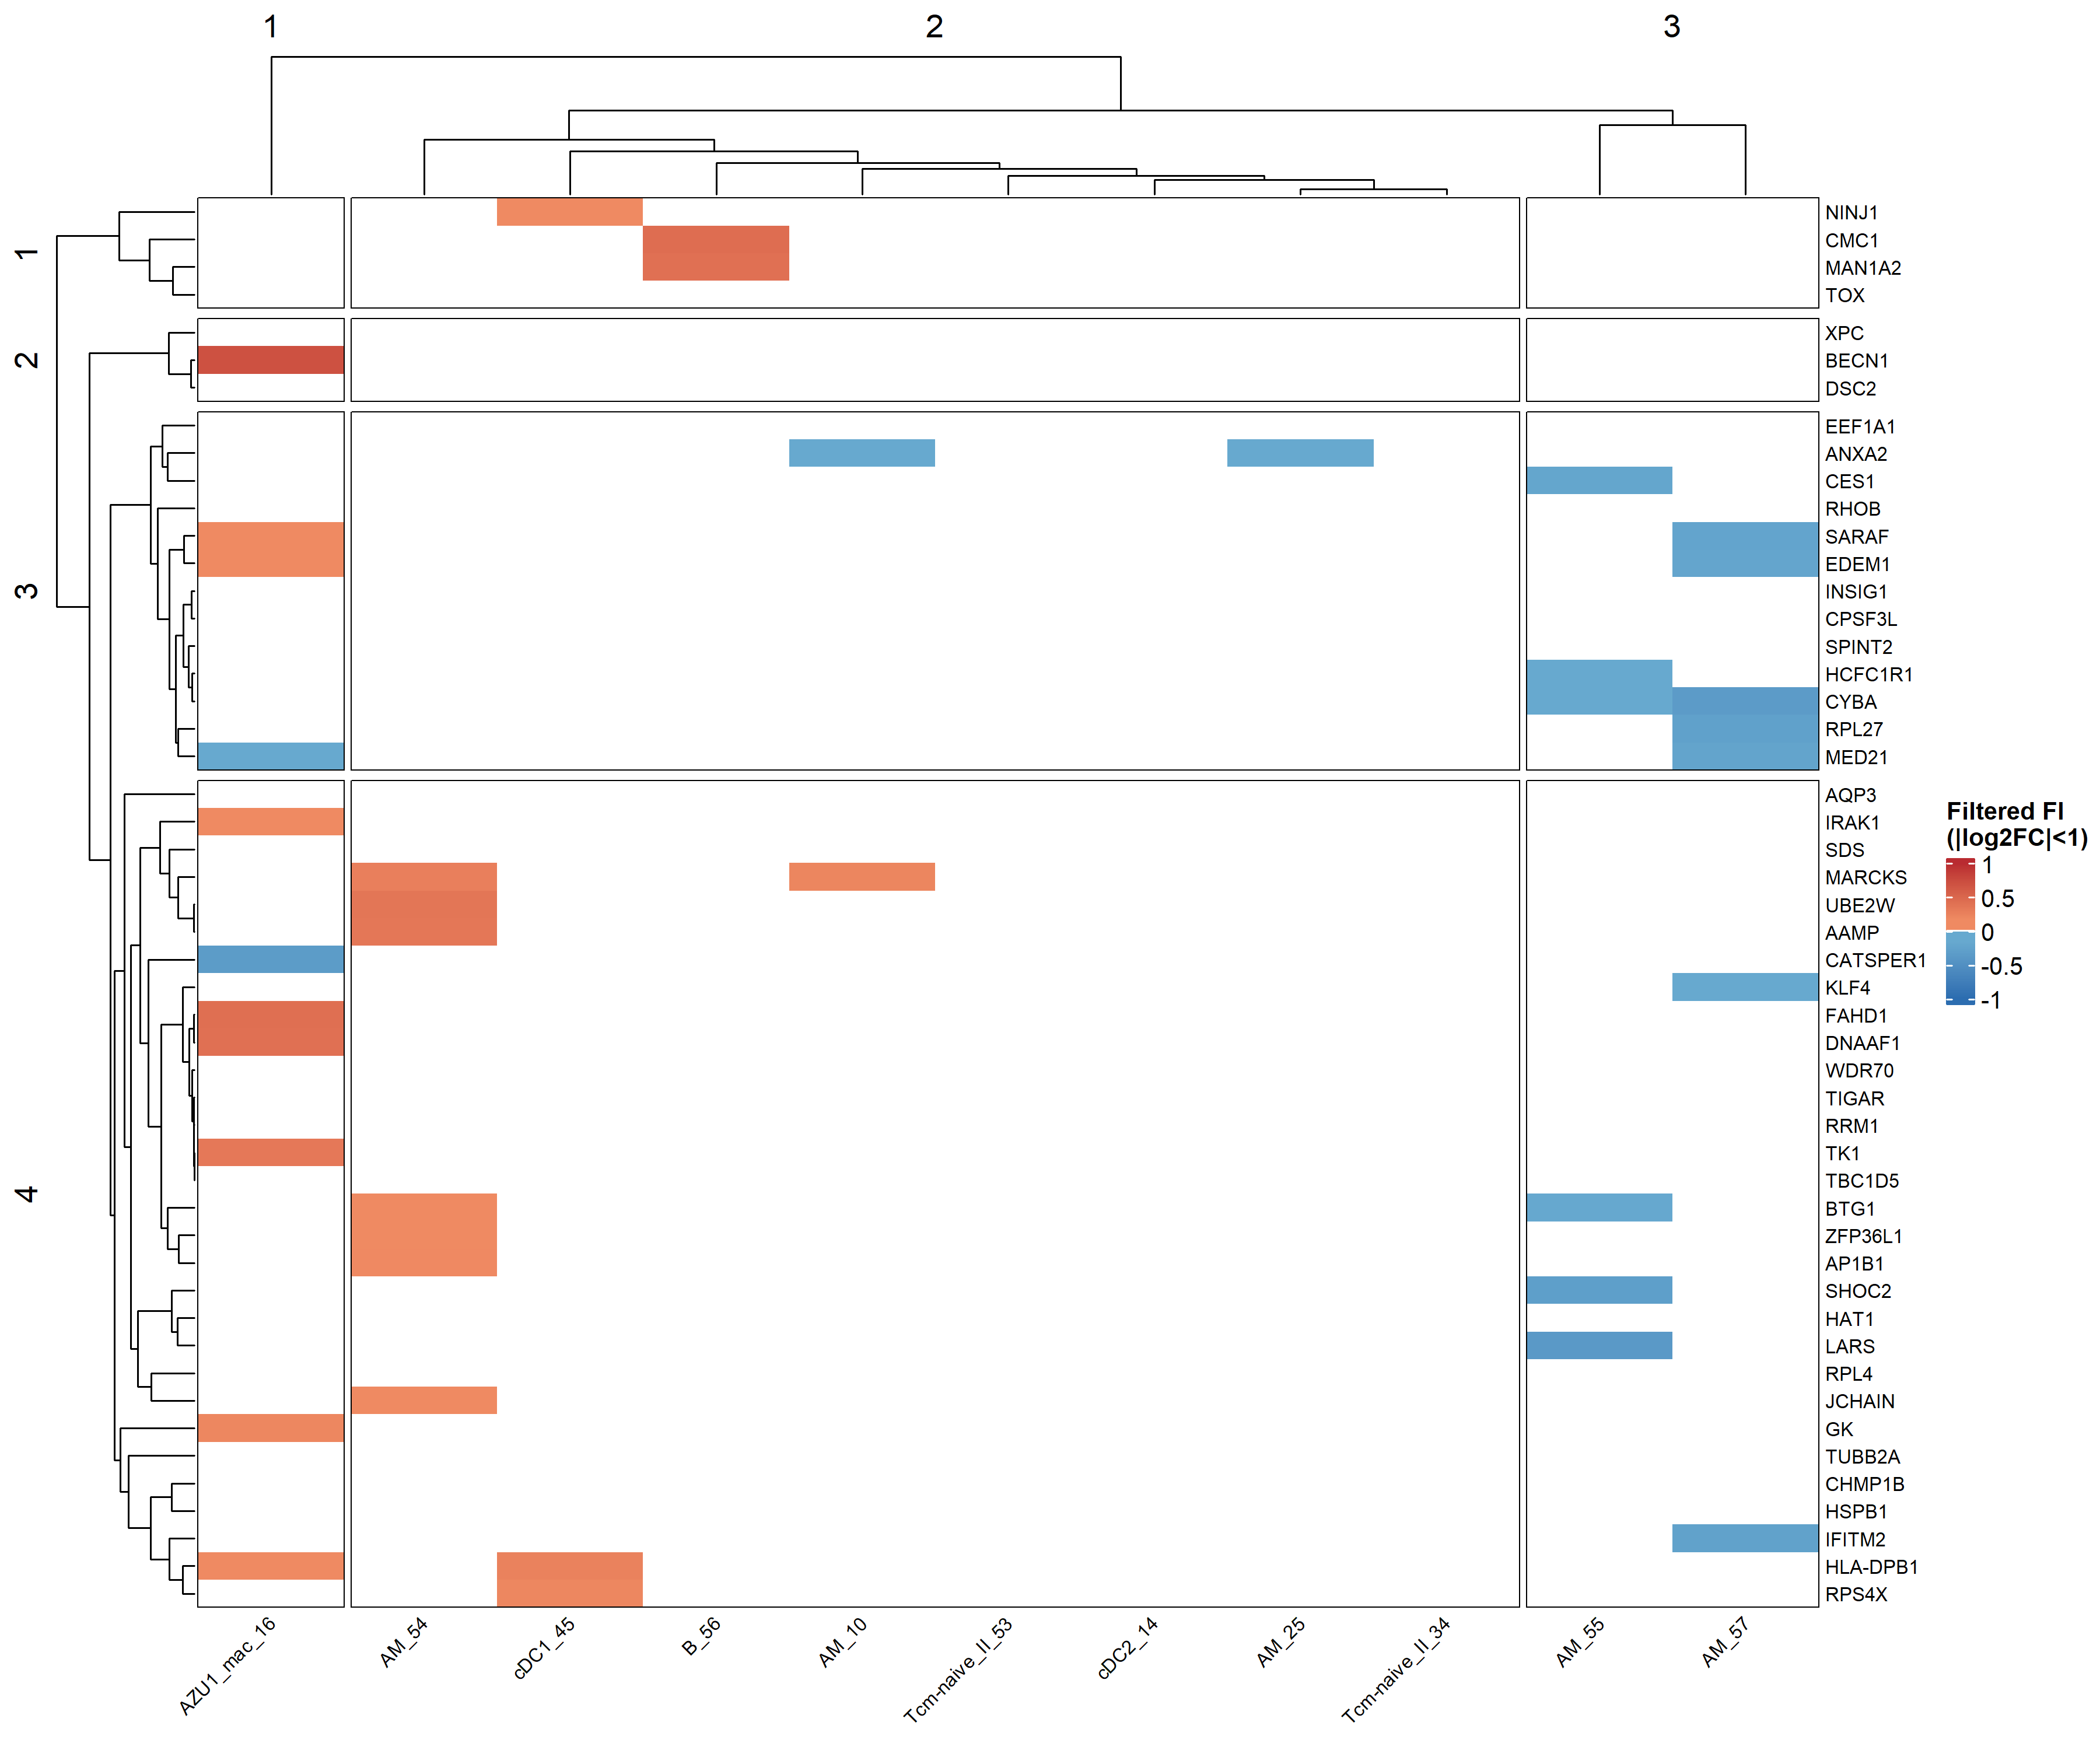 1
2
3
1
2
3
4
NINJ1
CMC1
MAN1A2
TOX
XPC
BECN1
DSC2
EEF1A1
ANXA2
CES1
RHOB
SARAF
EDEM1
INSIG1
CPSF3L
SPINT2
HCFC1R1
CYBA
RPL27
MED21
AQP3
IRAK1
SDS
MARCKS
UBE2W
AAMP
CATSPER1
KLF4
FAHD1
DNAAF1
WDR70
TIGAR
RRM1
TK1
TBC1D5
BTG1
ZFP36L1
AP1B1
SHOC2
HAT1
LARS
RPL4
JCHAIN
GK
TUBB2A
CHMP1B
HSPB1
IFITM2
HLA-DPB1
RPS4X
Filtered FI
(|log2FC|<1)
1
0.5
0
-0.5
-1
AZU1_mac_16
AM_54
cDC1_45
B_56
AM_10
Tcm-naive_II_53
cDC2_14
AM_25
Tcm-naive_II_34
AM_55
AM_57